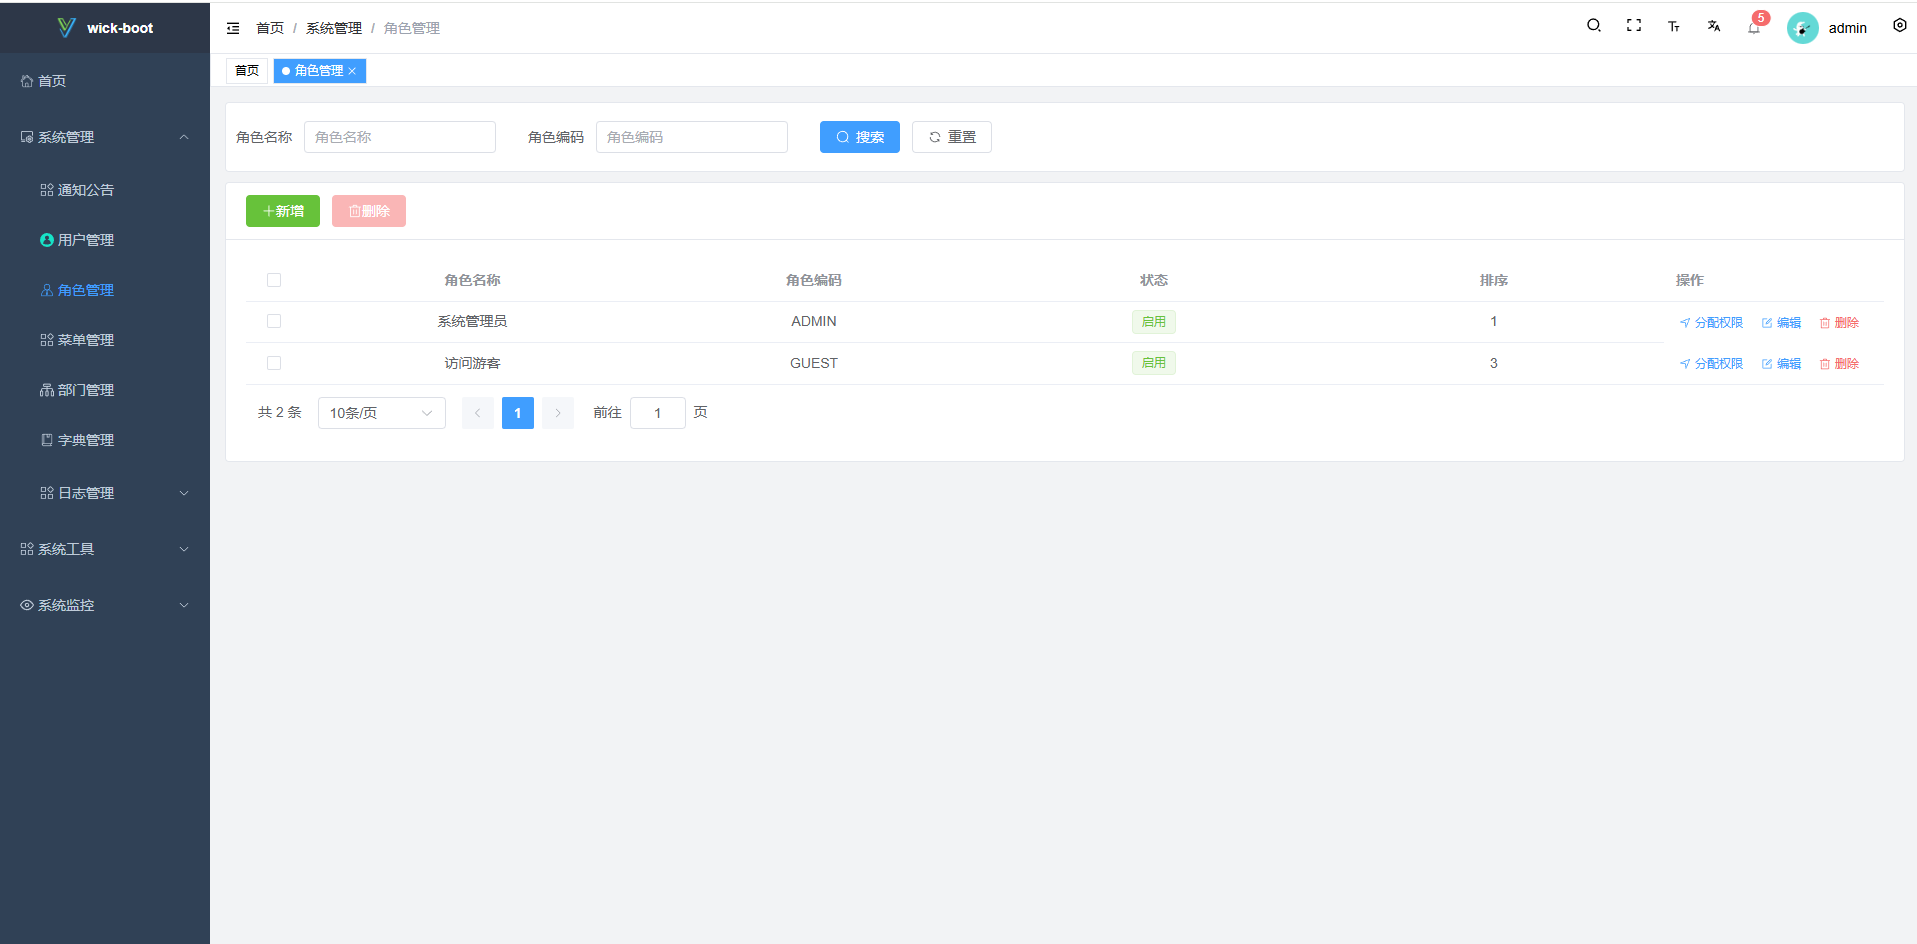 wick-boot
首页 / 系统管理 / 角色管理
5
admin
首页
角色管理
首页
系统管理
通知公告
用户管理
角色管理
菜单管理
部门管理
字典管理
日志管理
系统工具
系统监控
角色名称 角色名称 角色编码 角色编码 搜索 重置
新增 删除
角色名称 角色编码 状态 排序 操作
系统管理员 ADMIN 启用 1 分配权限 编辑 删除
访问游客 GUEST 启用 3 分配权限 编辑 删除
共 2 条 10条/页 1 前往 1 页